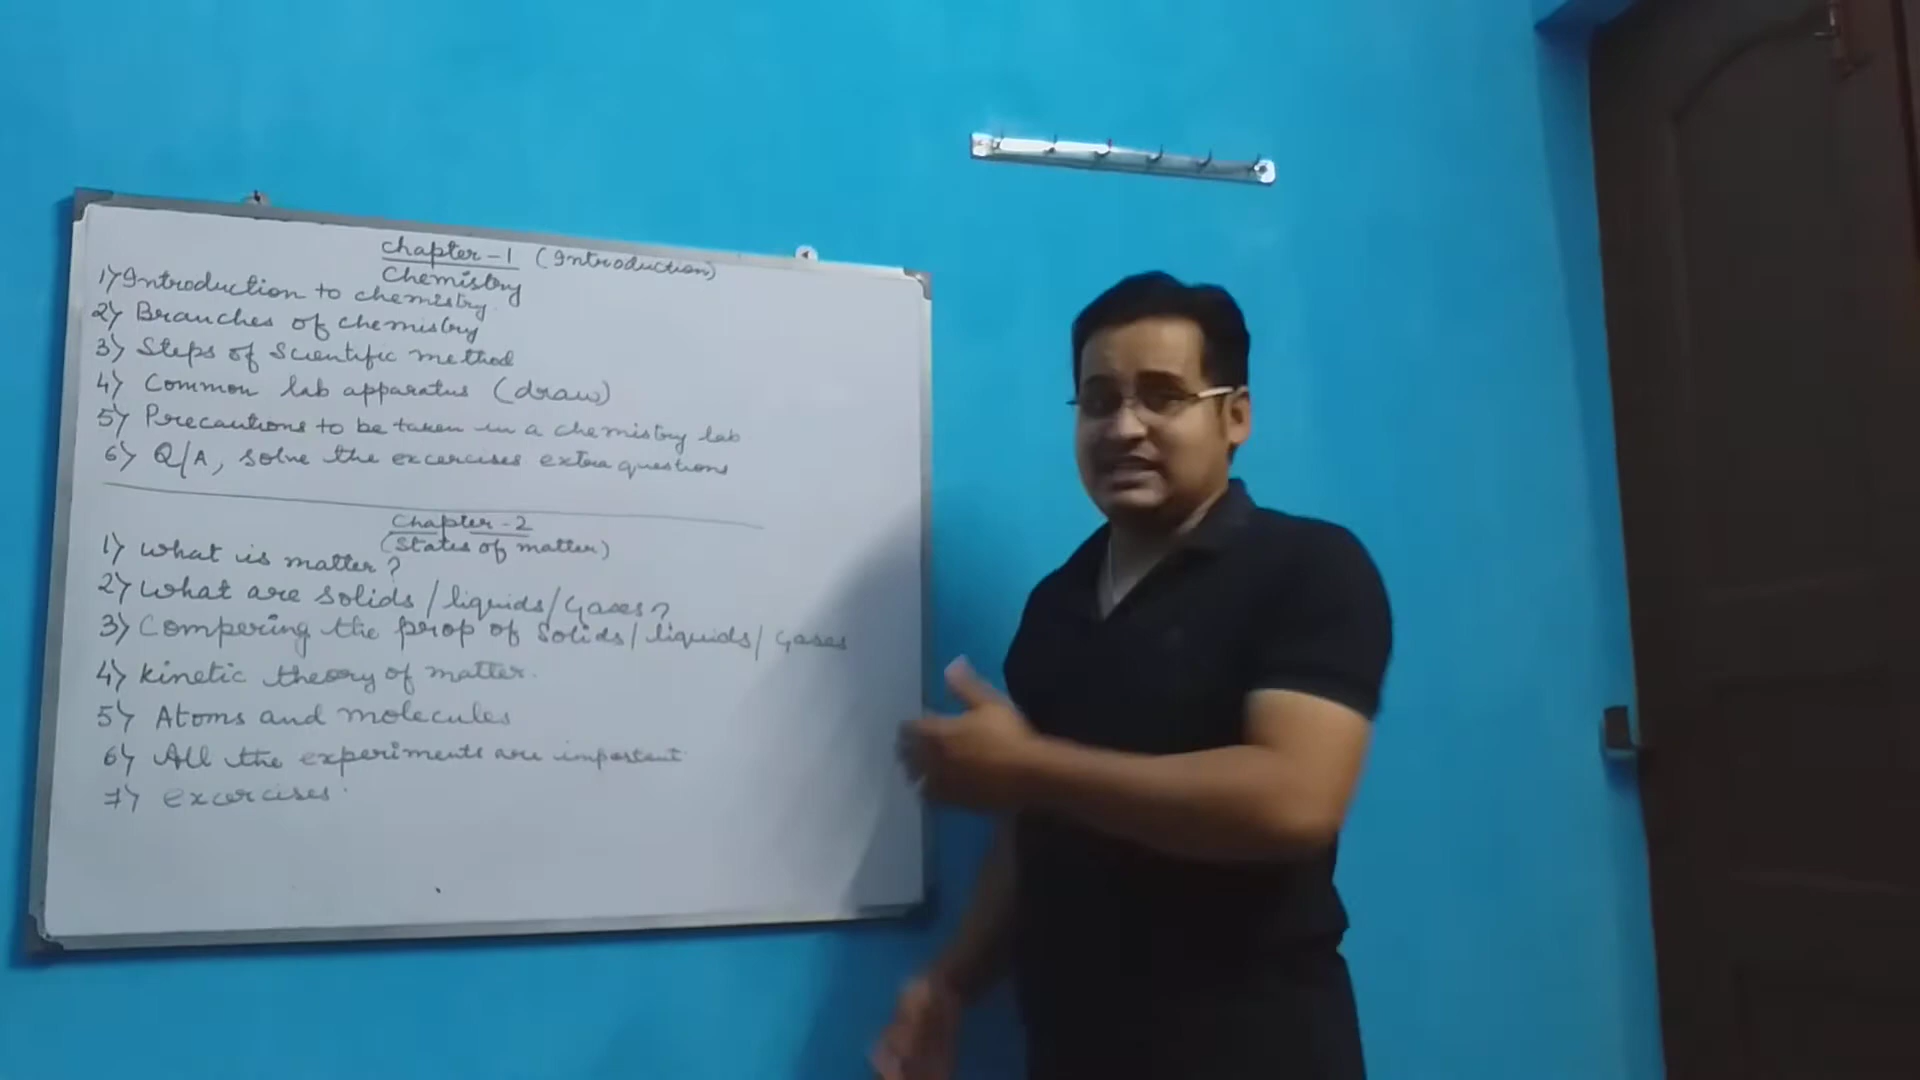 Chapter-1 (Introduction)
Chemistry
1) Introduction to chemistry.
2) Branches of chemistry
3) Steps of Scientific method
4) Common lab apparatus (draw)
5) Precautions to be taken in a chemistry lab
6) Q/A, solve the excercises extra questions
Chapter-2
(States of matter)
1) What is matter?
2) What are solids/liquids/Gases?
3) Compering the prop of Solids/liquids/Gases
4) Kinetic theory of matter.
5) Atoms and molecules
6) All the experiments are important.
7) excercises.